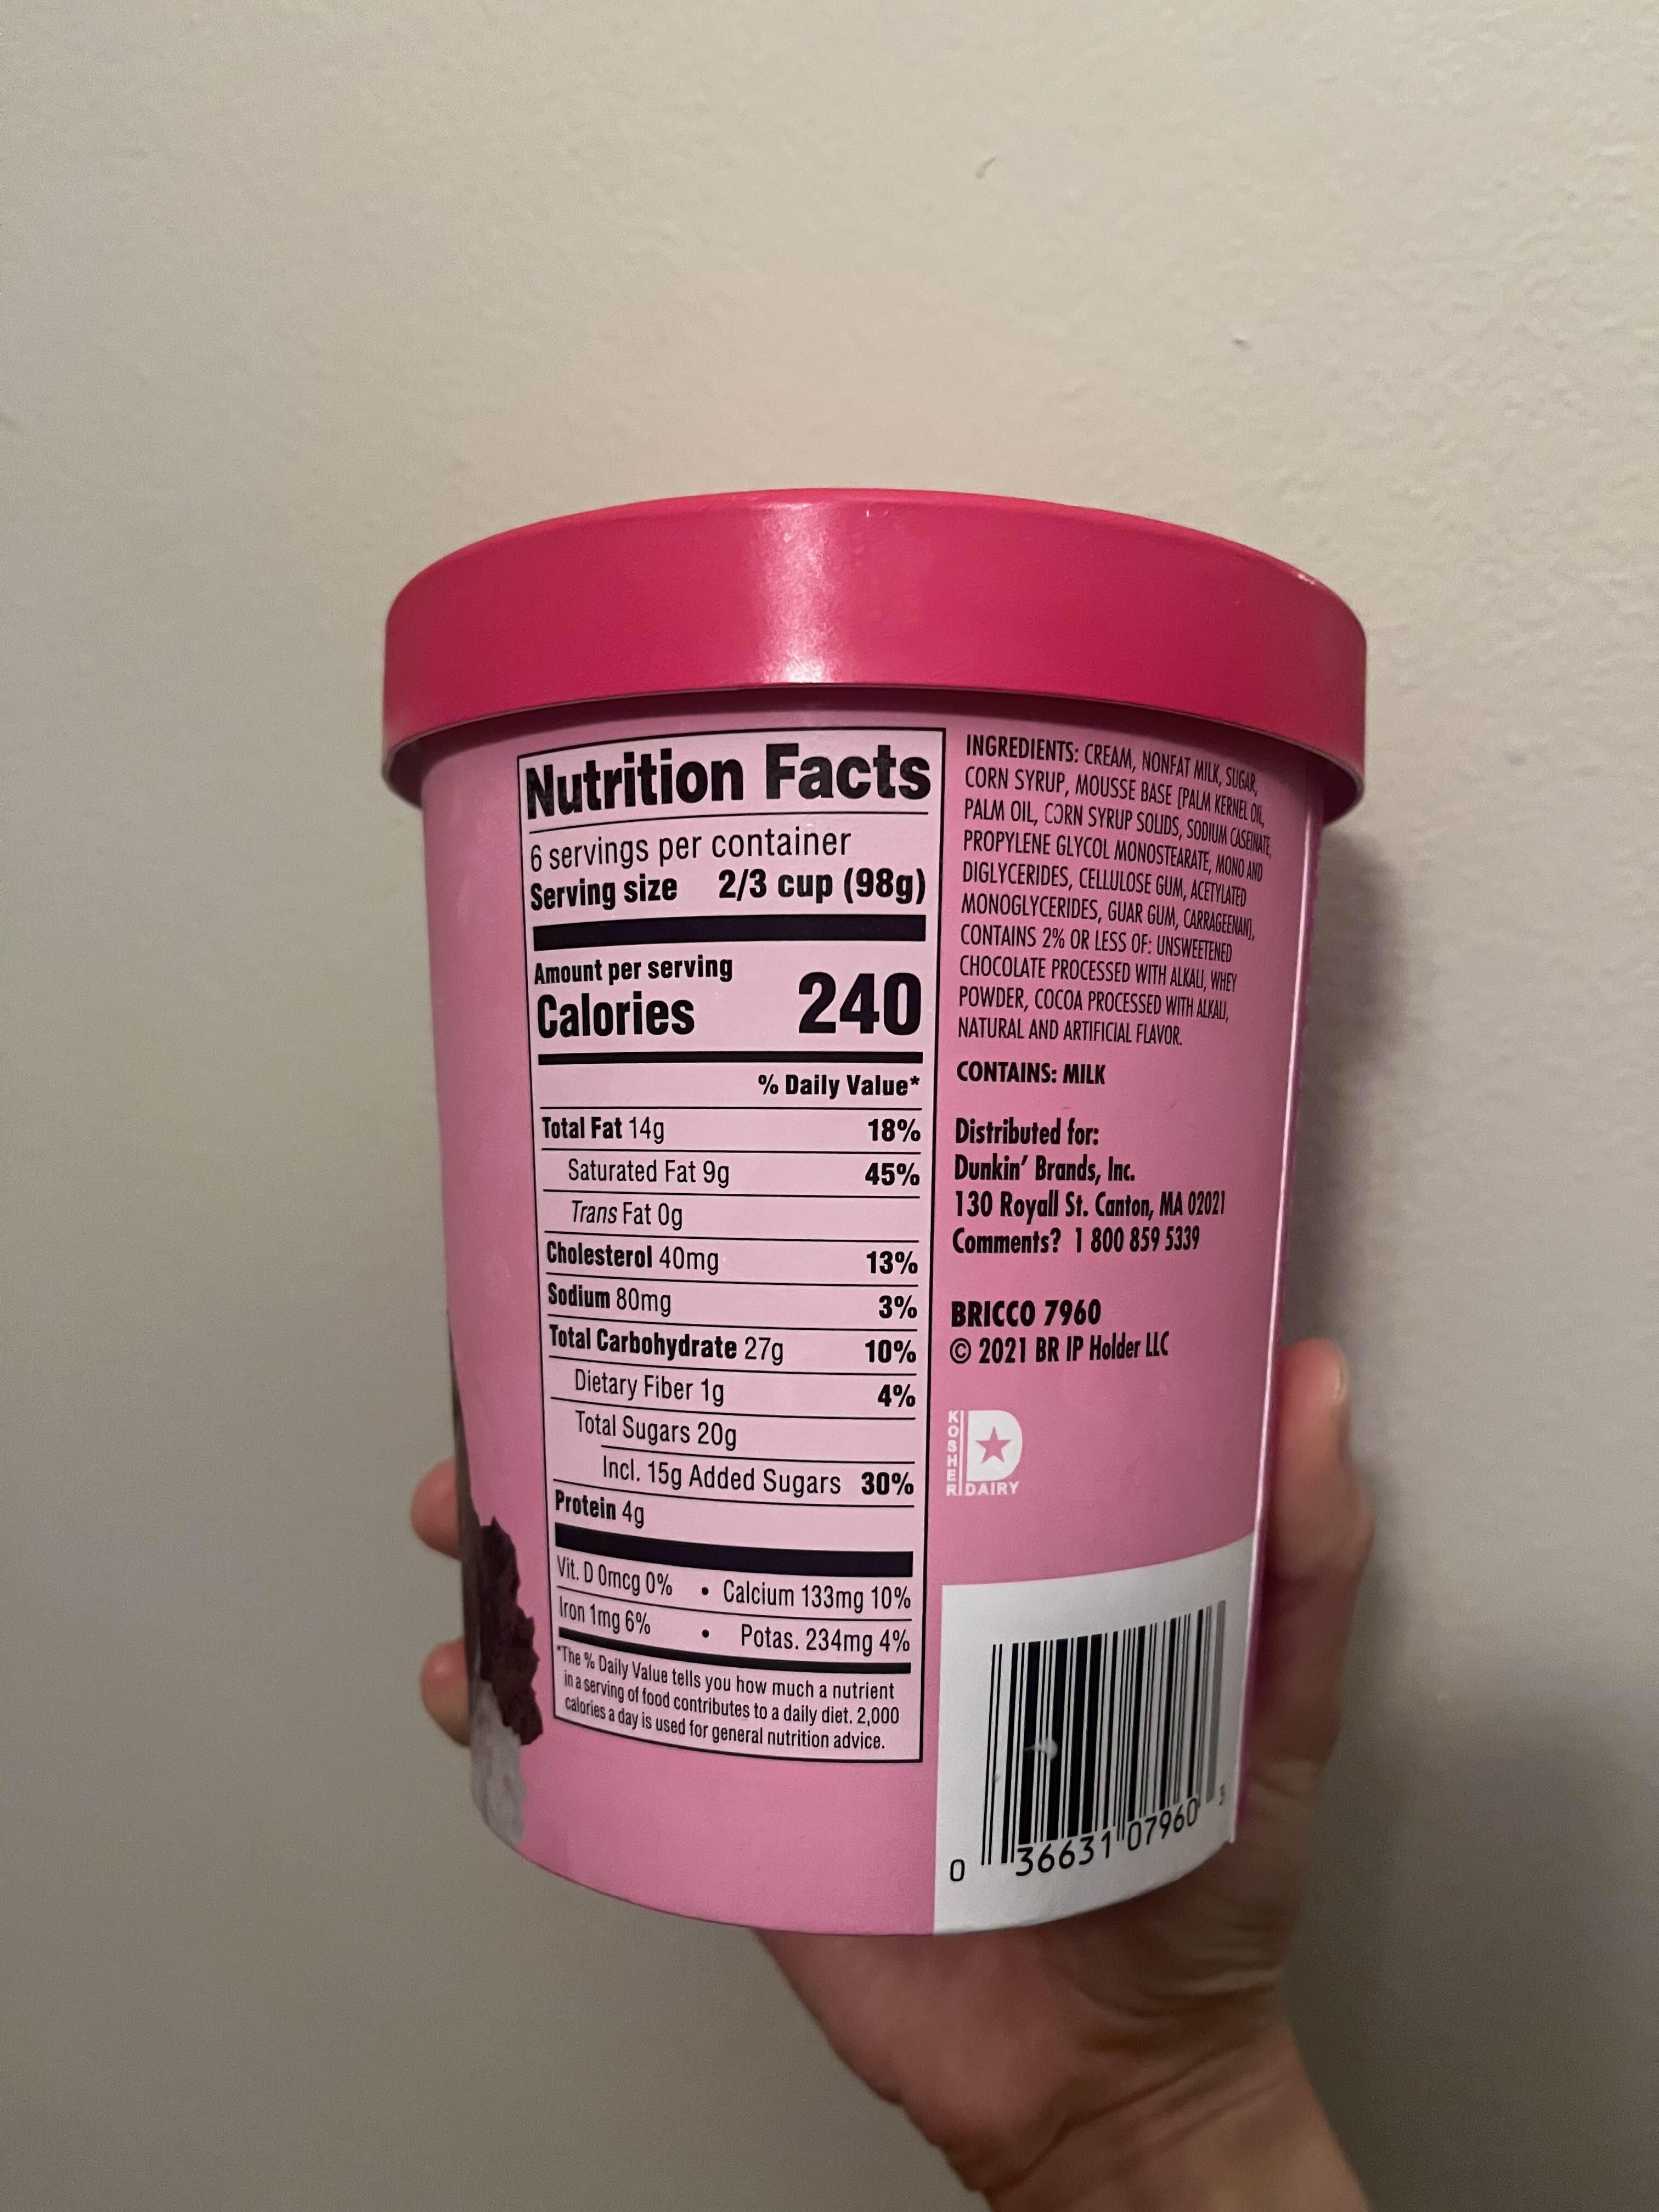 Nutrition Facts
6 servings per container
Serving size 2/3 cup (98g)
Amount per serving
Calories 240
% Daily Value*
Total Fat 14g 18%
Saturated Fat 9g 45%
Trans Fat 0g
Cholesterol 40mg 13%
Sodium 80mg 3%
Total Carbohydrate 27g 10%
Dietary Fiber 1g 4%
Total Sugars 20g
Incl. 15g Added Sugars 30%
Protein 4g
Vit. D 0mcg 0% • Calcium 133mg 10%
Iron 1mg 6% • Potas. 234mg 4%
*The % Daily Value tells you how much a nutrient
in a serving of food contributes to a daily diet. 2,000
calories a day is used for general nutrition advice.
INGREDIENTS: CREAM, NONFAT MILK, SUGAR,
CORN SYRUP, MOUSSE BASE [PALM KERNEL OIL,
PALM OIL, CORN SYRUP SOLIDS, SODIUM CASEINATE,
PROPYLENE GLYCOL MONOSTEARATE, MONO AND
DIGLYCERIDES, CELLULOSE GUM, ACETYLATED
MONOGLYCERIDES, GUAR GUM, CARRAGEENAN],
CONTAINS 2% OR LESS OF: UNSWEETENED
CHOCOLATE PROCESSED WITH ALKALI, WHEY
POWDER, COCOA PROCESSED WITH ALKALI,
NATURAL AND ARTIFICIAL FLAVOR.
CONTAINS: MILK
Distributed for:
Dunkin' Brands, Inc.
130 Royall St. Canton, MA 02021
Comments? 1 800 859 5339
BRICCO 7960
© 2021 BR IP Holder LLC
KOSHER
D
DAIRY
0 36631 07960 3